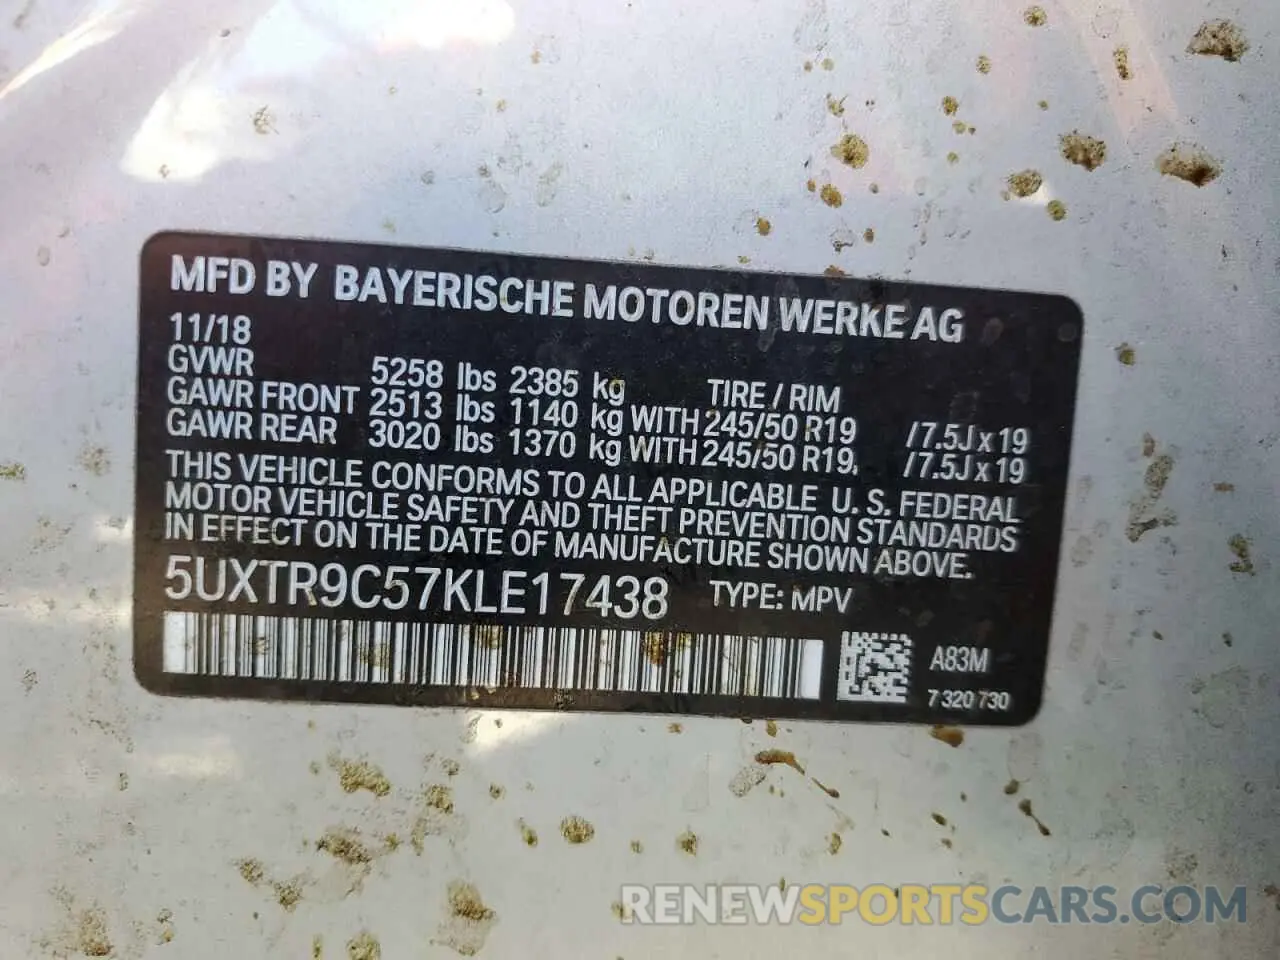 MFD BY BAYERISCHE MOTOREN WERKE AG
11/18
GVWR 5258 lbs 2385 kg TIRE / RIM
GAWR FRONT 2513 lbs 1140 kg WITH 245/50 R19 /7.5J x 19
GAWR REAR 3020 lbs 1370 kg WITH 245/50 R19. /7.5J x 19
THIS VEHICLE CONFORMS TO ALL APPLICABLE U. S. FEDERAL
MOTOR VEHICLE SAFETY AND THEFT PREVENTION STANDARDS
IN EFFECT ON THE DATE OF MANUFACTURE SHOWN ABOVE.
5UXTR9C57KLE17438 TYPE: MPV
A83M
7 320 730
RENEWSPORTSCARS.COM